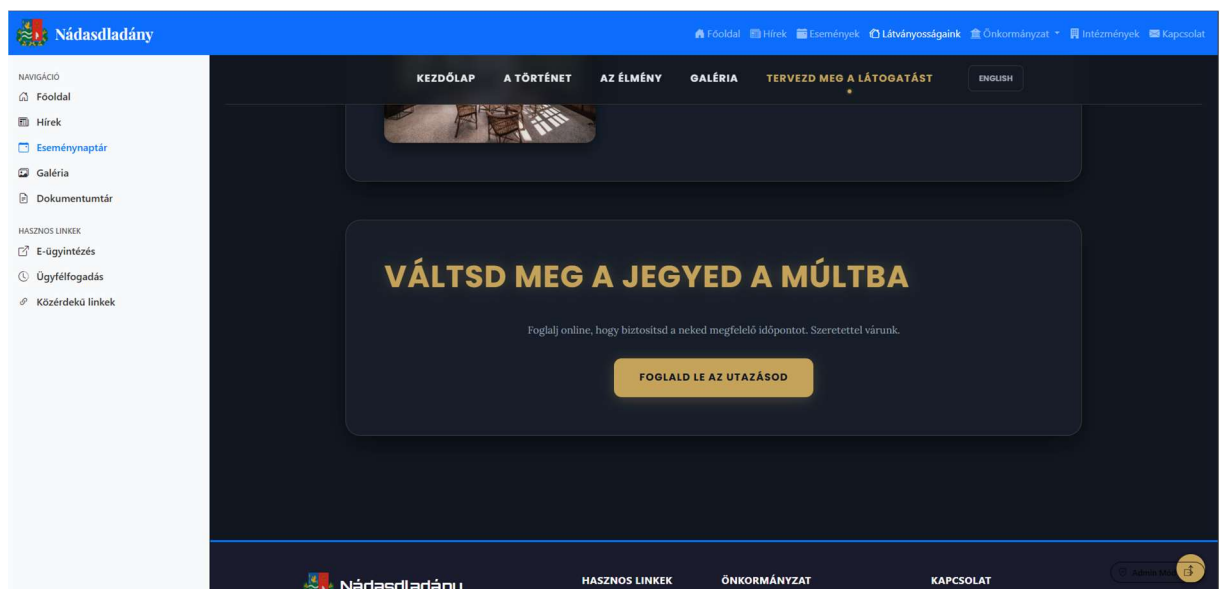 Nádasdladány
Főoldal Hírek Események Látványosságaink Önkormányzat Intézmények Kapcsolat
NAVIGÁCIÓ
Főoldal
Hírek
Eseménynaptár
Galéria
Dokumentumtár
HASZNOS LINKEK
E-ügyintézés
Ügyfélfogadás
Közérdekű linkek
KEZDŐLAP A TÖRTÉNET AZ ÉLMÉNY GALÉRIA TERVEZD MEG A LÁTOGATÁST ENGLISH
VÁLTSD MEG A JEGYED A MÚLTBA
Foglalj online, hogy biztosítsd a neked megfelelő időpontot. Szeretettel várunk.
FOGLALD LE AZ UTAZÁSOD
Nádasdladány HASZNOS LINKEK ÖNKORMÁNYZAT KAPCSOLAT
Admin